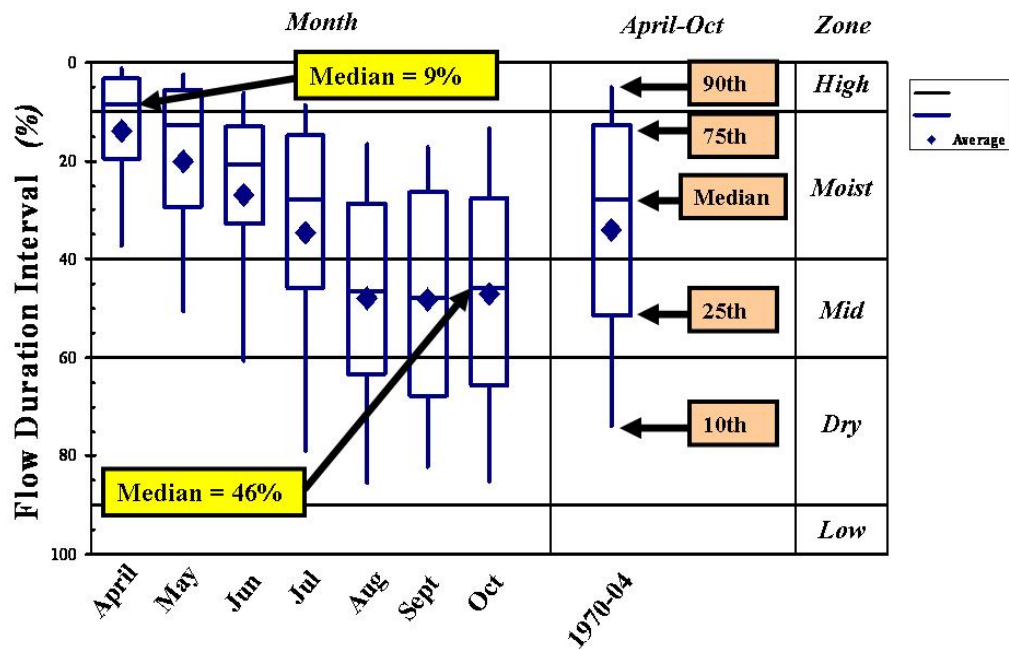 Month
April-Oct
Zone
Flow Duration Interval (%)
0
20
40
60
80
100
Median = 9%
Median = 46%
90th
75th
Median
25th
10th
High
Moist
Mid
Dry
Low
Average
April
May
Jun
Jul
Aug
Sept
Oct
1970-04